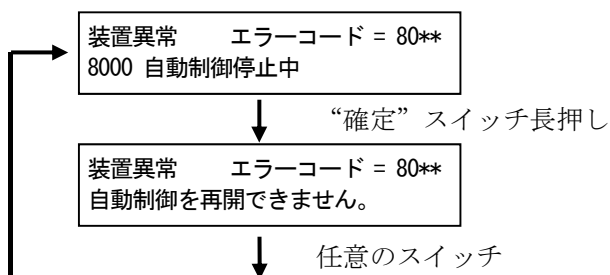 装置異常 エラーコード = 80**
8000 自動制御停止中
“確定”スイッチ長押し
装置異常 エラーコード = 80**
自動制御を再開できません。
任意のスイッチ